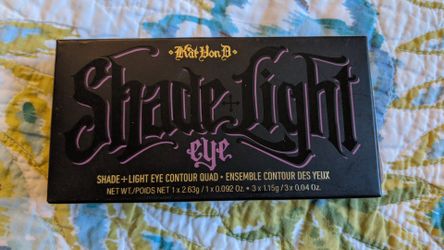 Kat Von D
Shade+Light
eye
SHADE+LIGHT EYE CONTOUR QUAD • ENSEMBLE CONTOUR DES YEUX
NET WT./POIDS NET 1 x 2.63g / 1 x 0.092 Oz. • 3 x 1.15g / 3 x 0.04 Oz.